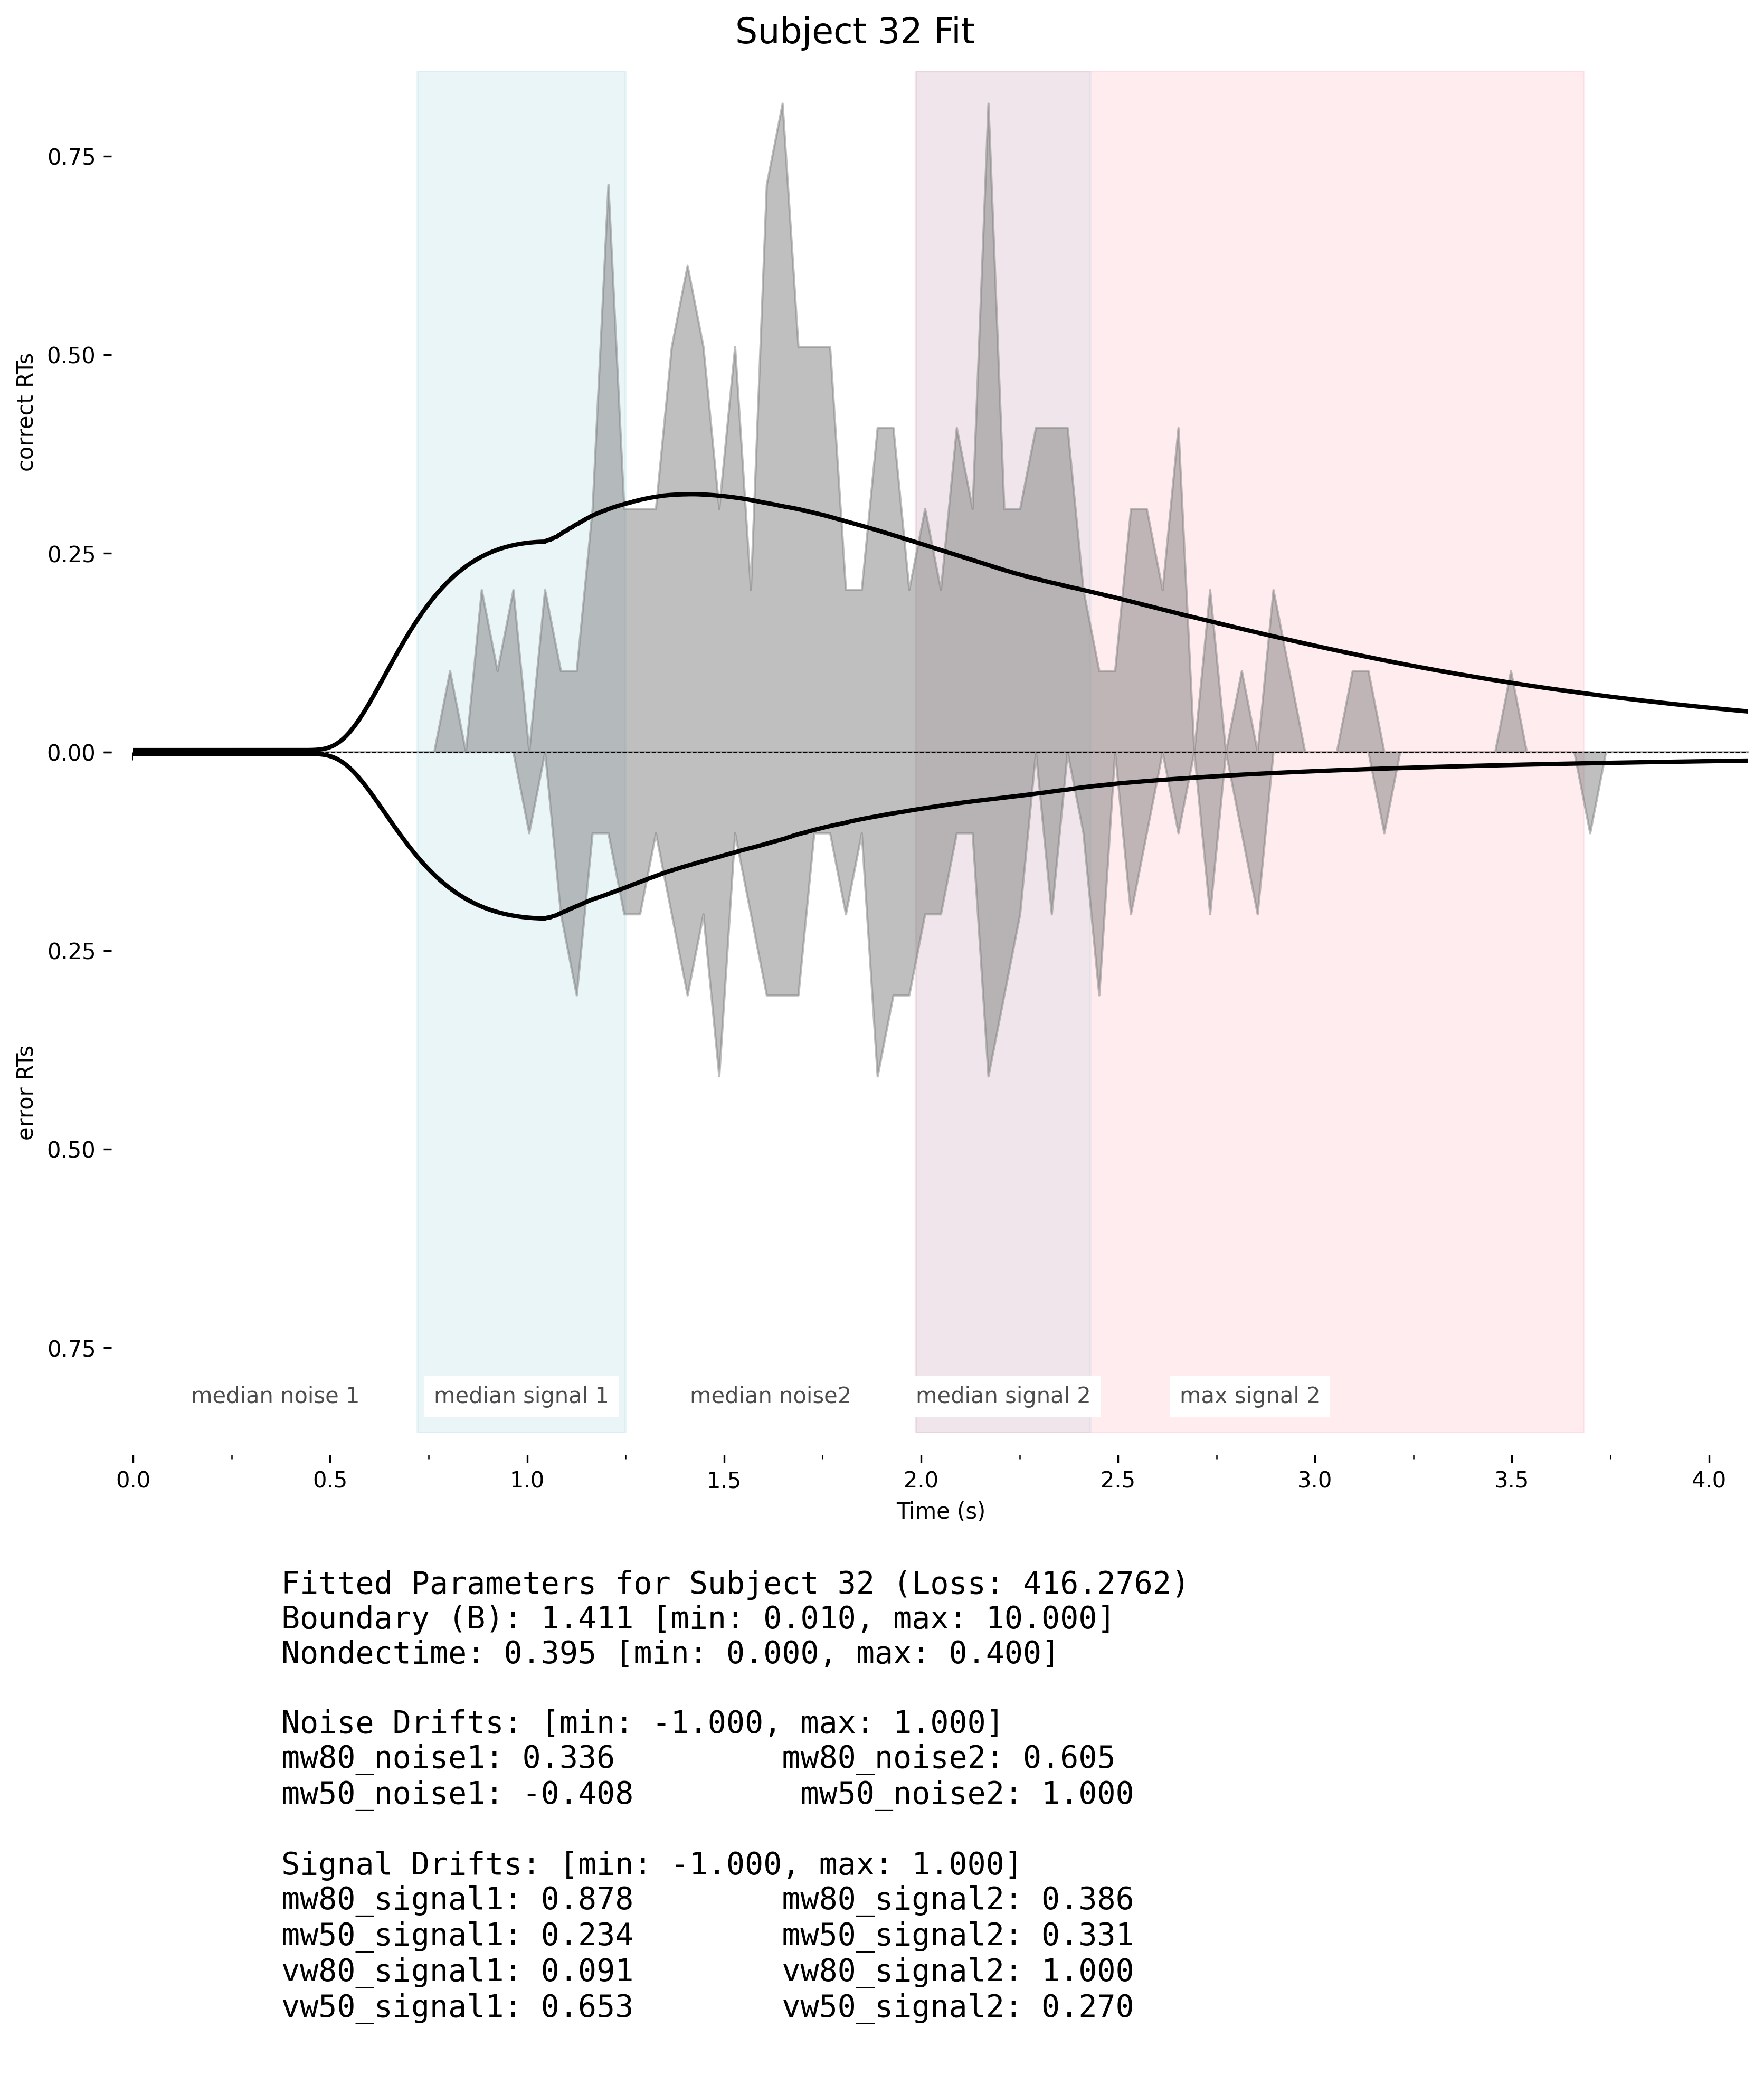 Subject 32 Fit
0.75
0.50
0.25
0.00
0.25
0.50
0.75
correct RTs
error RTs
median noise 1
median signal 1
median noise2
median signal 2
max signal 2
0.0 0.5 1.0 1.5 2.0 2.5 3.0 3.5 4.0
Time (s)
Fitted Parameters for Subject 32 (Loss: 416.2762)
Boundary (B): 1.411 [min: 0.010, max: 10.000]
Nondectime: 0.395 [min: 0.000, max: 0.400]
Noise Drifts: [min: -1.000, max: 1.000]
mw80_noise1: 0.336 mw80_noise2: 0.605
mw50_noise1: -0.408 mw50_noise2: 1.000
Signal Drifts: [min: -1.000, max: 1.000]
mw80_signal1: 0.878 mw80_signal2: 0.386
mw50_signal1: 0.234 mw50_signal2: 0.331
vw80_signal1: 0.091 vw80_signal2: 1.000
vw50_signal1: 0.653 vw50_signal2: 0.270